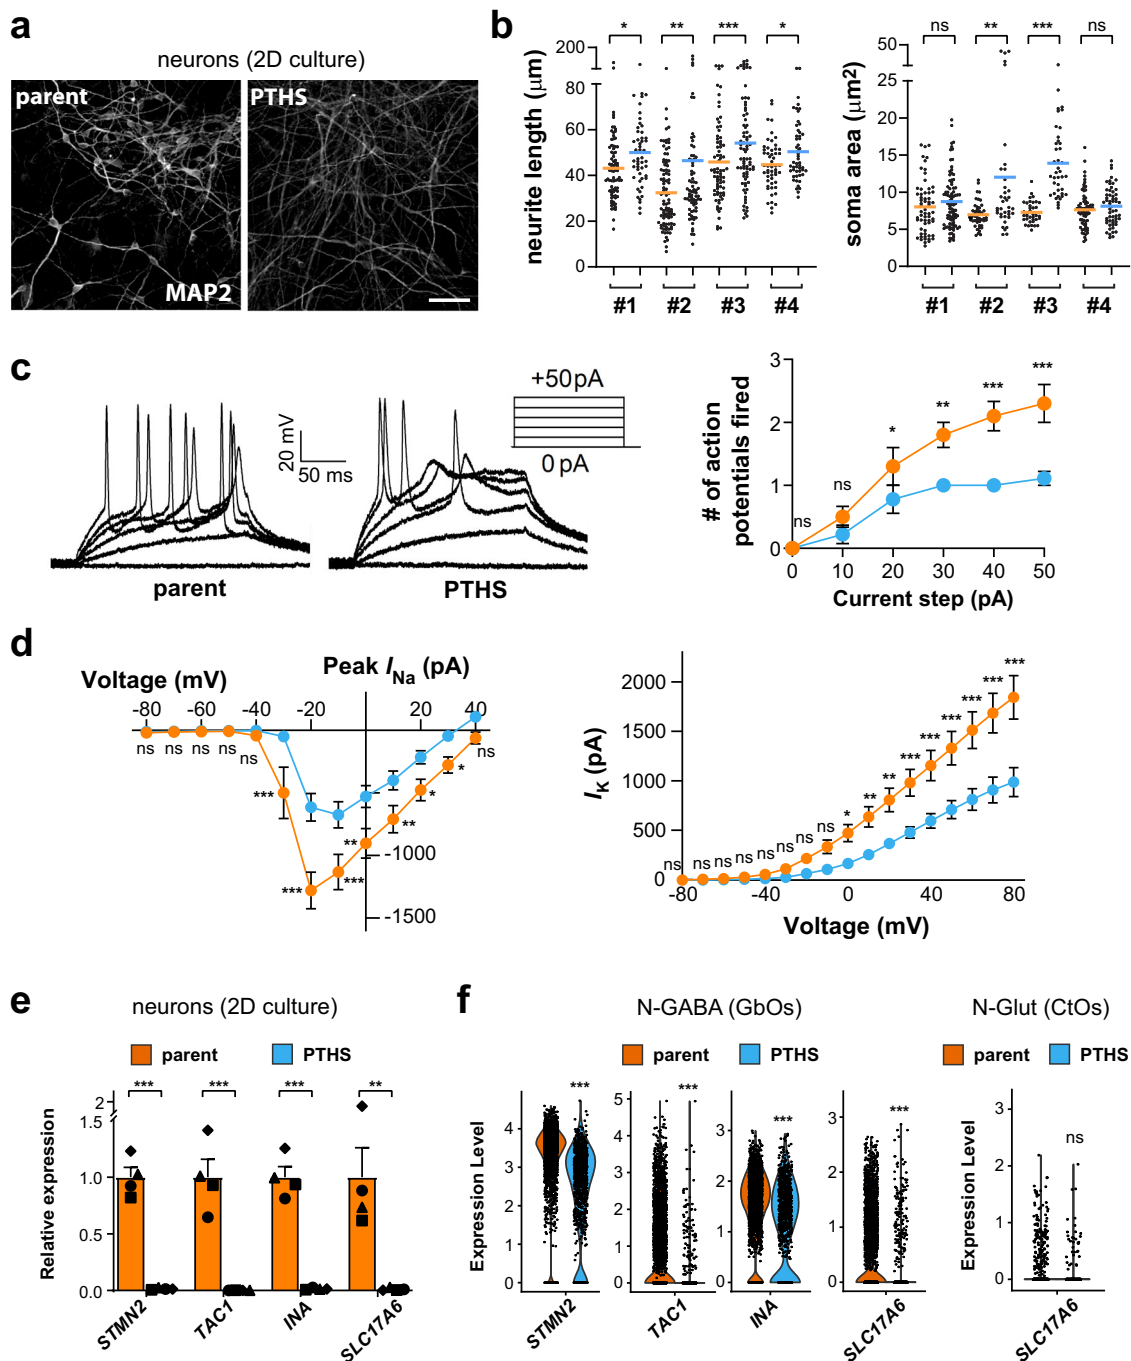 a
neurons (2D culture)
parent
PTHS
MAP2
b
* ** *** *
200
80
60
40
20
0
neurite length (μm)
#1 #2 #3 #4
ns ** *** ns
50
25
20
15
10
5
0
soma area (μm²)
#1 #2 #3 #4
c
20 mV
50 ms
+50 pA
0 pA
parent
PTHS
# of action
potentials fired
3
2
1
0
ns ns * ** *** ***
0 10 20 30 40 50
Current step (pA)
d
Peak INa (pA)
Voltage (mV)
-80 -60 -40 -20 20 40
ns ns ns ns ns *** *** *** ** ** * * ns
-1000
-1500
IK (pA)
2000
1500
1000
500
0
ns ns ns ns ns ns ns ns * ** ** *** *** *** *** *** ***
-80 -40 0 40 80
Voltage (mV)
e
neurons (2D culture)
parent PTHS
*** *** *** **
2
1.5
1.0
0.5
0.0
Relative expression
STMN2 TAC1 INA SLC17A6
f
N-GABA (GbOs)
N-Glut (CtOs)
parent PTHS
parent PTHS
Expression Level
5
4
3
2
1
0
***
STMN2
5
4
3
2
1
0
***
TAC1
3
2
1
0
***
INA
3
2
1
0
***
SLC17A6
Expression Level
3
2
1
0
ns
SLC17A6